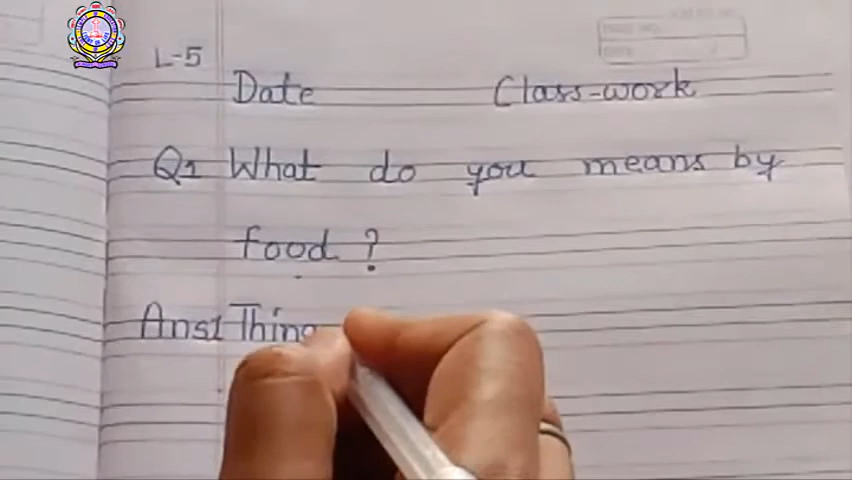 L-5
Date Class-work
Q1 What do you means by
food ?
Ans1 Thing